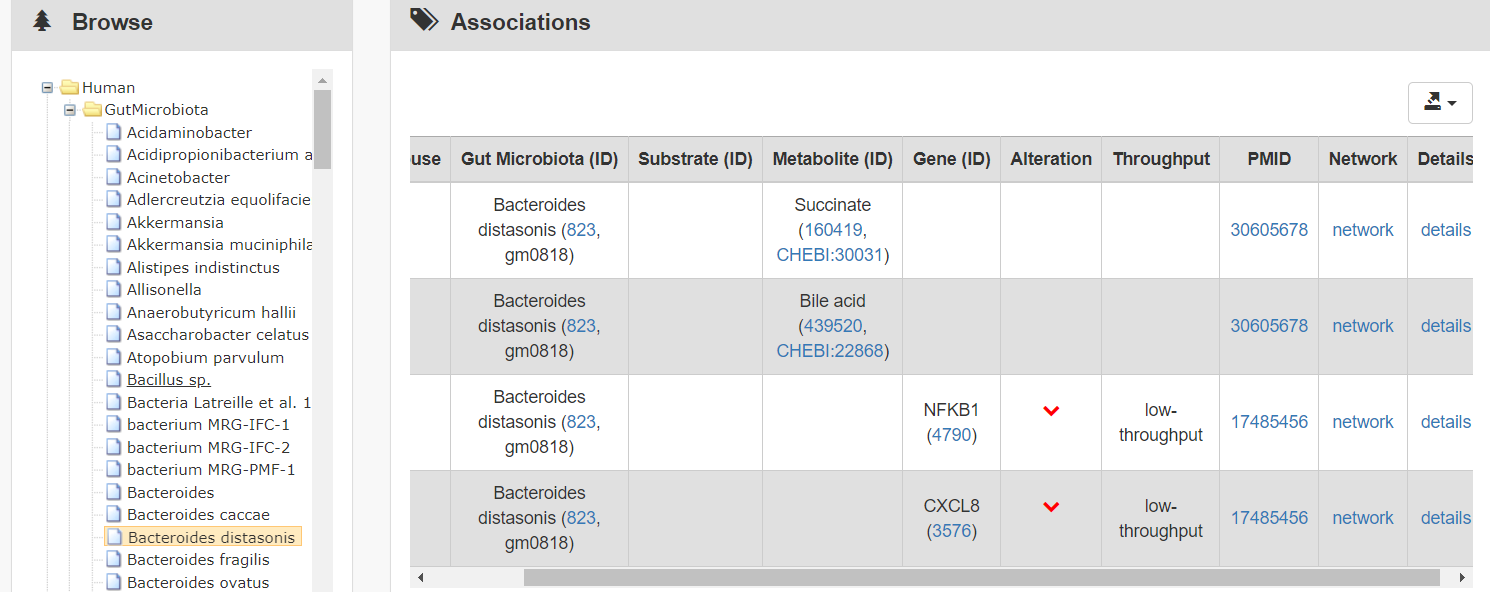 Browse
Human
GutMicrobiota
Acidaminobacter
Acidipropionibacterium a
Acinetobacter
Adlercreutzia equolifacie
Akkermansia
Akkermansia muciniphila
Alistipes indistinctus
Allisonella
Anaerobutyricum hallii
Asaccharobacter celatus
Atopobium parvulum
Bacillus sp.
Bacteria Latreille et al. 1
bacterium MRG-IFC-1
bacterium MRG-IFC-2
bacterium MRG-PMF-1
Bacteroides
Bacteroides caccae
Bacteroides distasonis
Bacteroides fragilis
Bacteroides ovatus
Associations
use Gut Microbiota (ID) Substrate (ID) Metabolite (ID) Gene (ID) Alteration Throughput PMID Network Details
Bacteroides Succinate
distasonis (823, (160419, 30605678 network details
gm0818) CHEBI:30031)
Bacteroides Bile acid
distasonis (823, (439520, 30605678 network details
gm0818) CHEBI:22868)
Bacteroides NFKB1 low-
distasonis (823, (4790) throughput 17485456 network details
gm0818)
Bacteroides CXCL8 low-
distasonis (823, (3576) throughput 17485456 network details
gm0818)